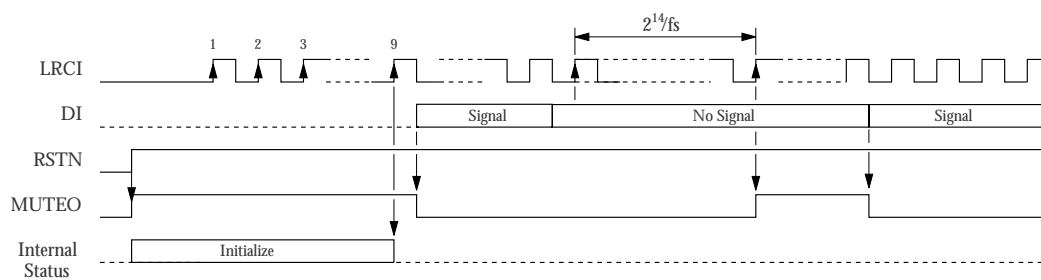 2^14/fs
1 2 3 9
LRCI
DI Signal No Signal Signal
RSTN
MUTEO
Internal Status Initialize